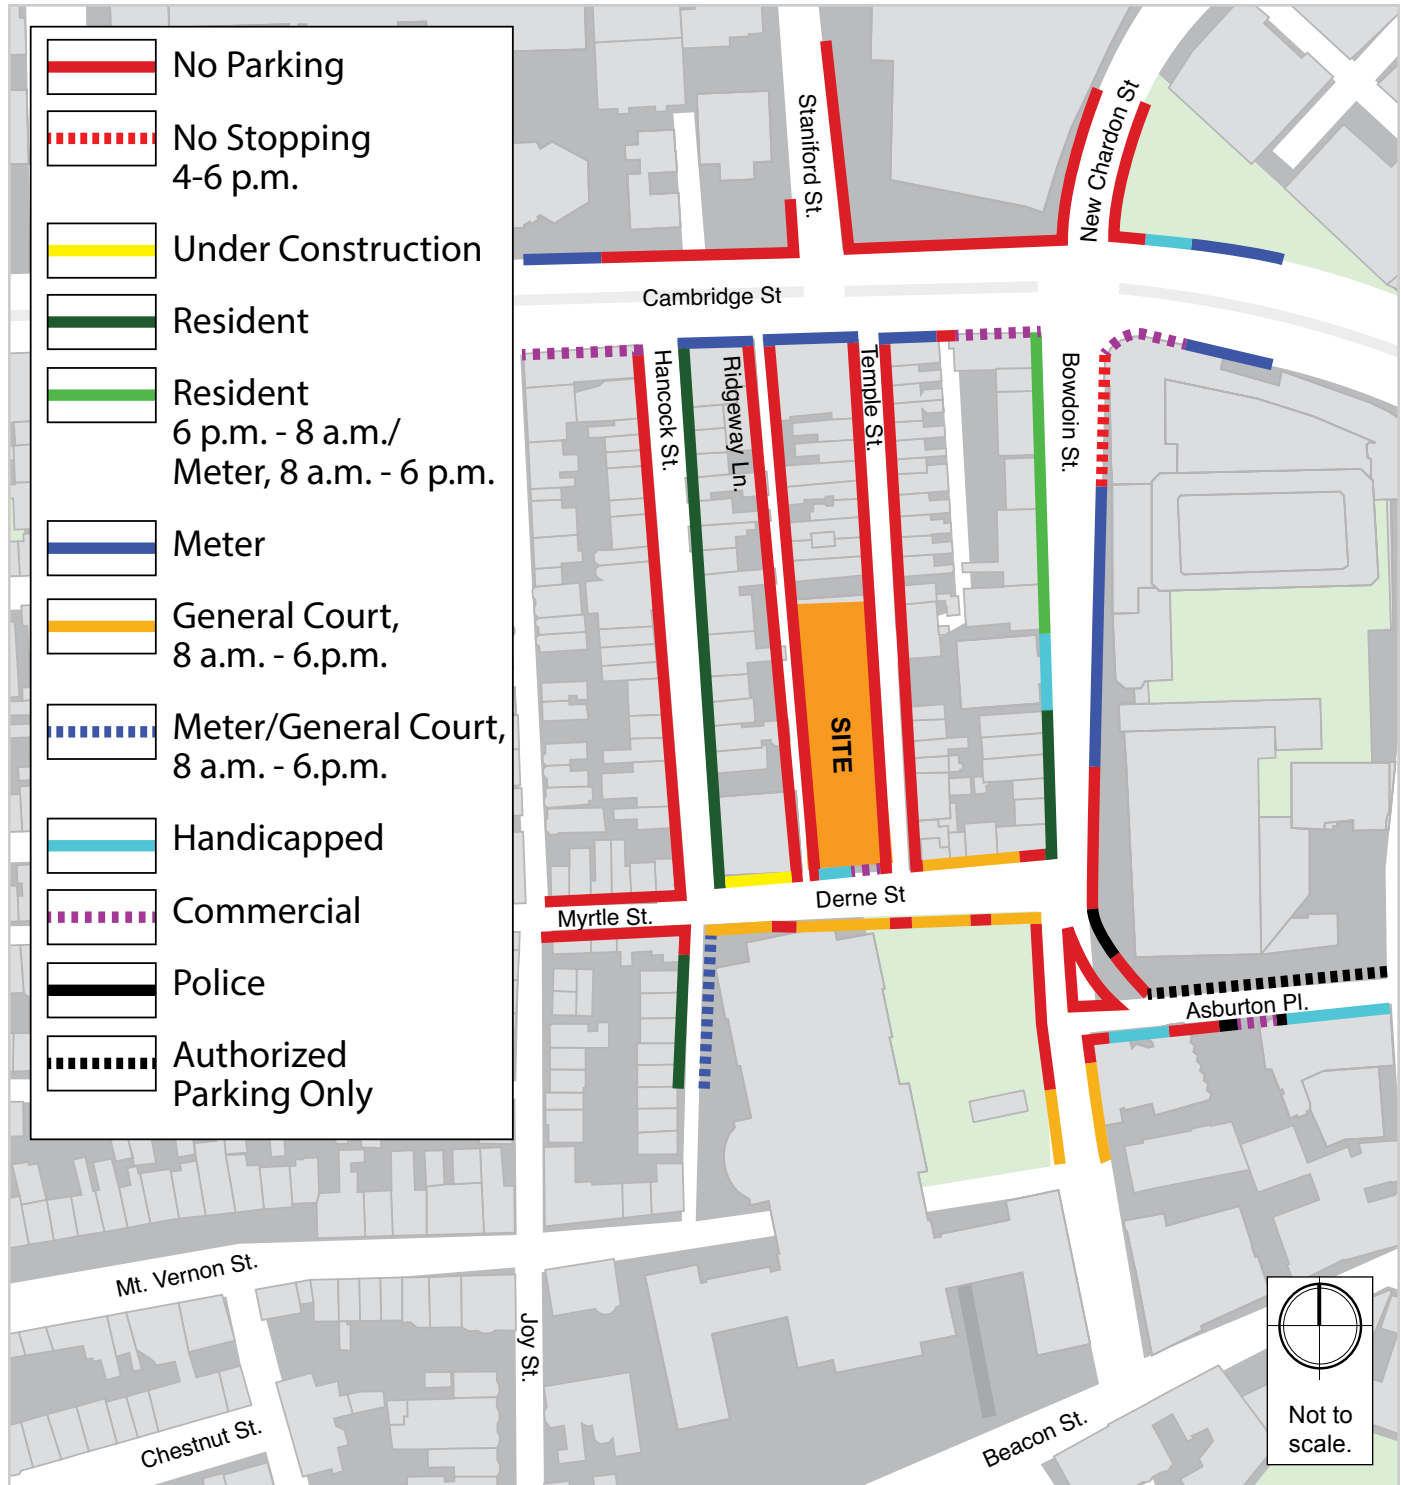 No Parking
No Stopping
4-6 p.m.
Under Construction
Resident
Resident
6 p.m. - 8 a.m./
Meter, 8 a.m. - 6 p.m.
Meter
General Court,
8 a.m. - 6.p.m.
Meter/General Court,
8 a.m. - 6.p.m.
Handicapped
Commercial
Police
Authorized
Parking Only
Staniford St.
New Chardon St
Cambridge St
Hancock St.
Ridgeway Ln.
Temple St.
Bowdoin St.
SITE
Derne St
Myrtle St.
Asburton Pl.
Mt. Vernon St.
Joy St.
Chestnut St.
Beacon St.
Not to
scale.